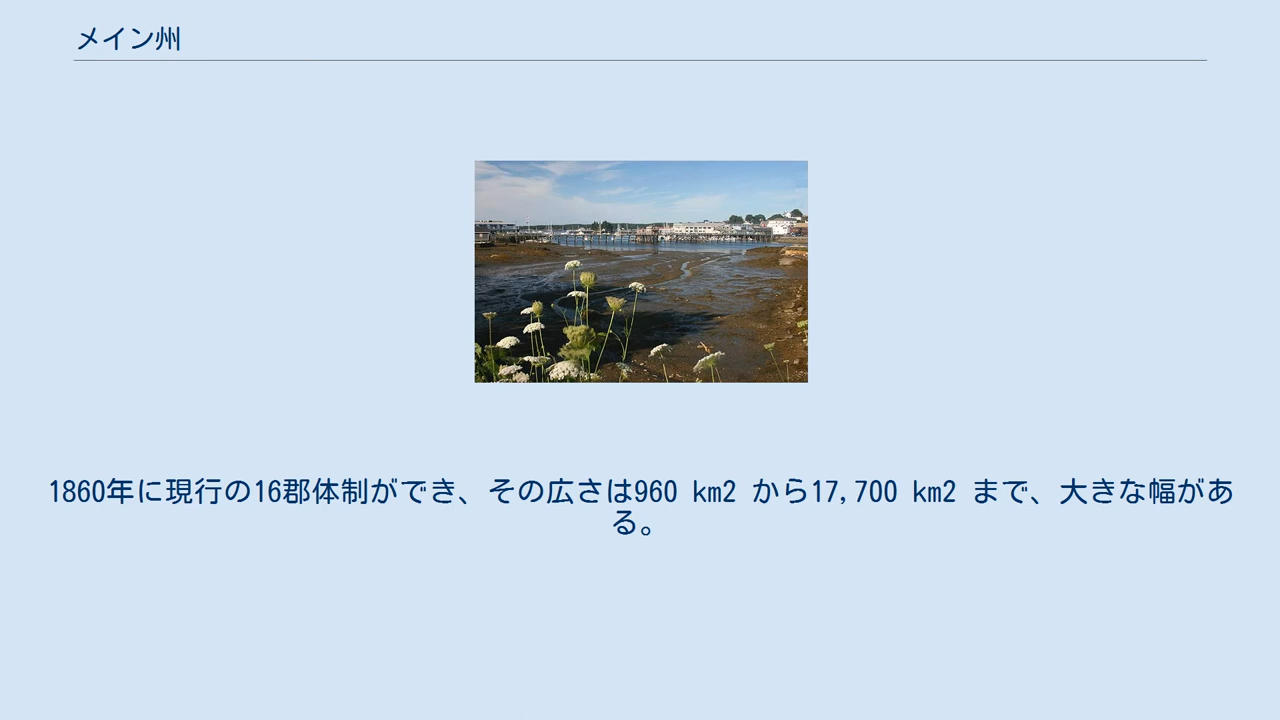 メイン州
1860年に現行の16郡体制ができ、その広さは960 km2 から17,700 km2 まで、大きな幅があ
る。